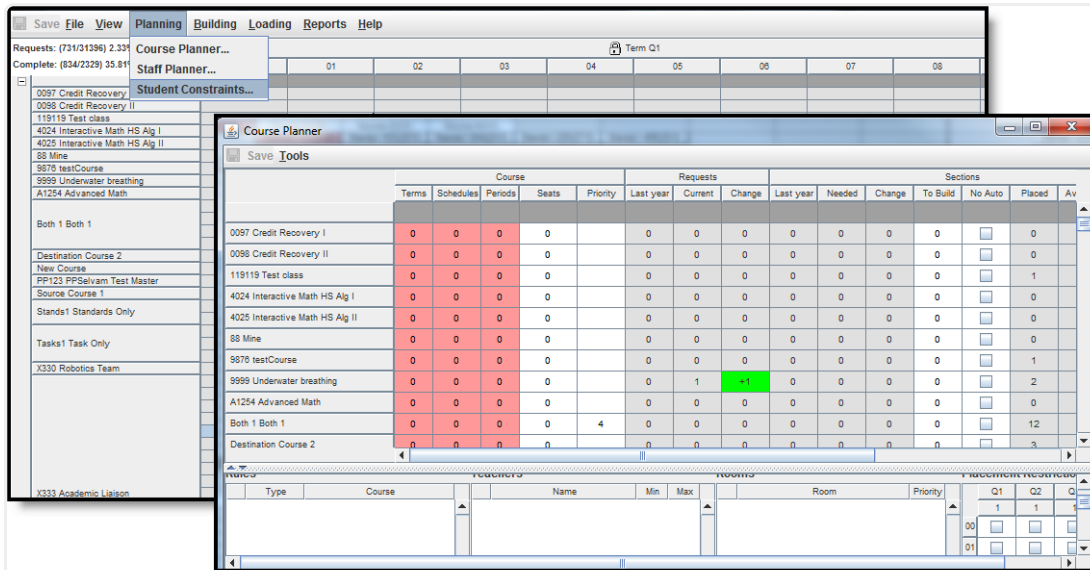 Save File View Planning Building Loading Reports Help
Requests: (731/31396) 2.33%
Complete: (834/2329) 35.81%
Course Planner...
Staff Planner...
Student Constraints...
Term Q1
01 02 03 04 05 06 07 08
0097 Credit Recovery
0098 Credit Recovery II
119119 Test class
4024 Interactive Math HS Alg I
4025 Interactive Math HS Alg II
88 Mine
9876 testCourse
9999 Underwater breathing
A1254 Advanced Math
Both 1 Both 1
Destination Course 2
New Course
PP123 PPSelvam Test Master
Source Course 1
Stands1 Standards Only
Tasks1 Task Only
X330 Robotics Team
X333 Academic Liaison
Course Planner
Save Tools
Course Requests Sections
Terms Schedules Periods Seats Priority Last year Current Change Last year Needed Change To Build No Auto Placed Av
0097 Credit Recovery I 0 0 0 0 0 0 0 0 0 0 0 0
0098 Credit Recovery II 0 0 0 0 0 0 0 0 0 0 0 0
119119 Test class 0 0 0 0 0 0 0 0 0 0 0 1
4024 Interactive Math HS Alg I 0 0 0 0 0 0 0 0 0 0 0 0
4025 Interactive Math HS Alg II 0 0 0 0 0 0 0 0 0 0 0 0
88 Mine 0 0 0 0 0 0 0 0 0 0 0 0
9876 testCourse 0 0 0 0 0 0 0 0 0 0 0 1
9999 Underwater breathing 0 0 0 0 0 1 +1 0 0 0 0 2
A1254 Advanced Math 0 0 0 0 0 0 0 0 0 0 0 0
Both 1 Both 1 0 0 0 0 4 0 0 0 0 0 0 0 12
Destination Course 2 0 0 0 0 0 0 0 0 0 0 0 3
Rules Teachers Rooms Placement Restrictio
Type Course Name Min Max Room Priority Q1 Q2 Q
1 1 1
00
01